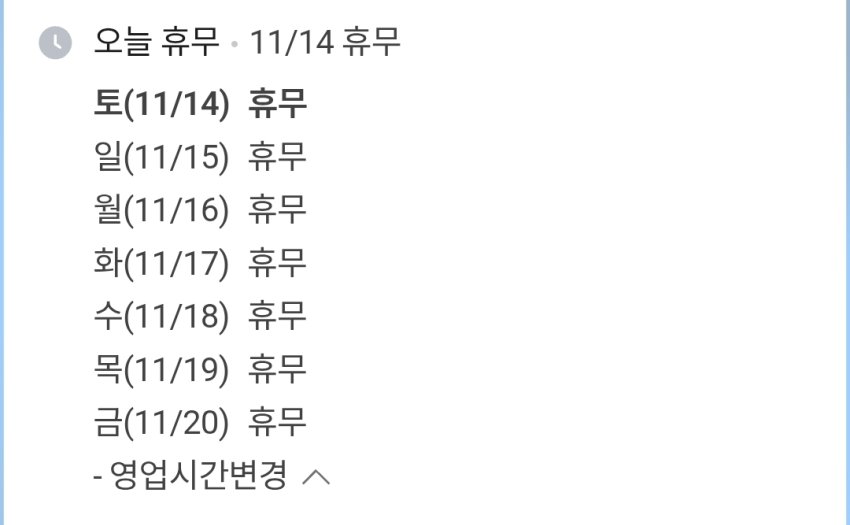 오늘 휴무 • 11/14 휴무
토(11/14) 휴무
일(11/15) 휴무
월(11/16) 휴무
화(11/17) 휴무
수(11/18) 휴무
목(11/19) 휴무
금(11/20) 휴무
- 영업시간변경